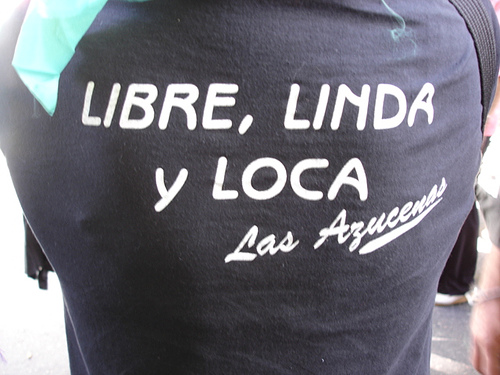 LIBRE, LINDA
y LOCA
Las Azucenas